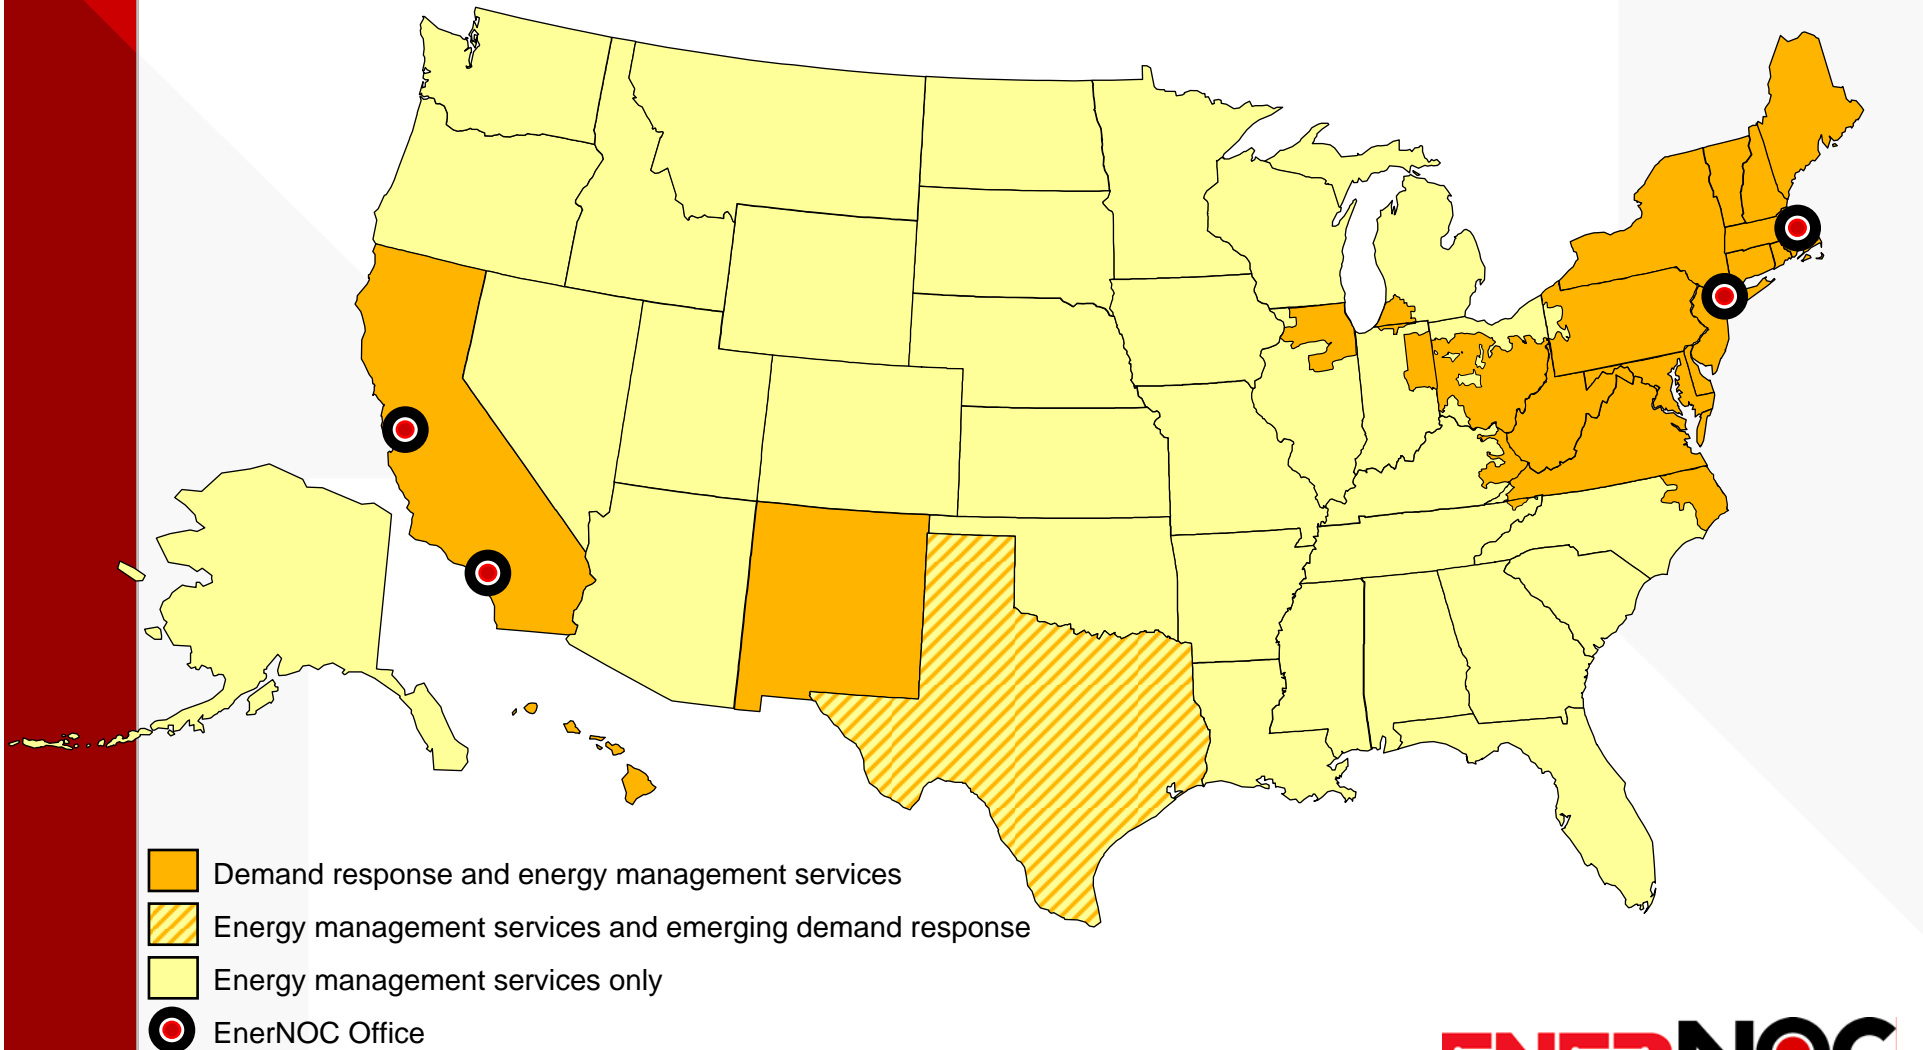 Demand response and energy management services
Energy management services and emerging demand response
Energy management services only
EnerNOC Office
ENERNOC